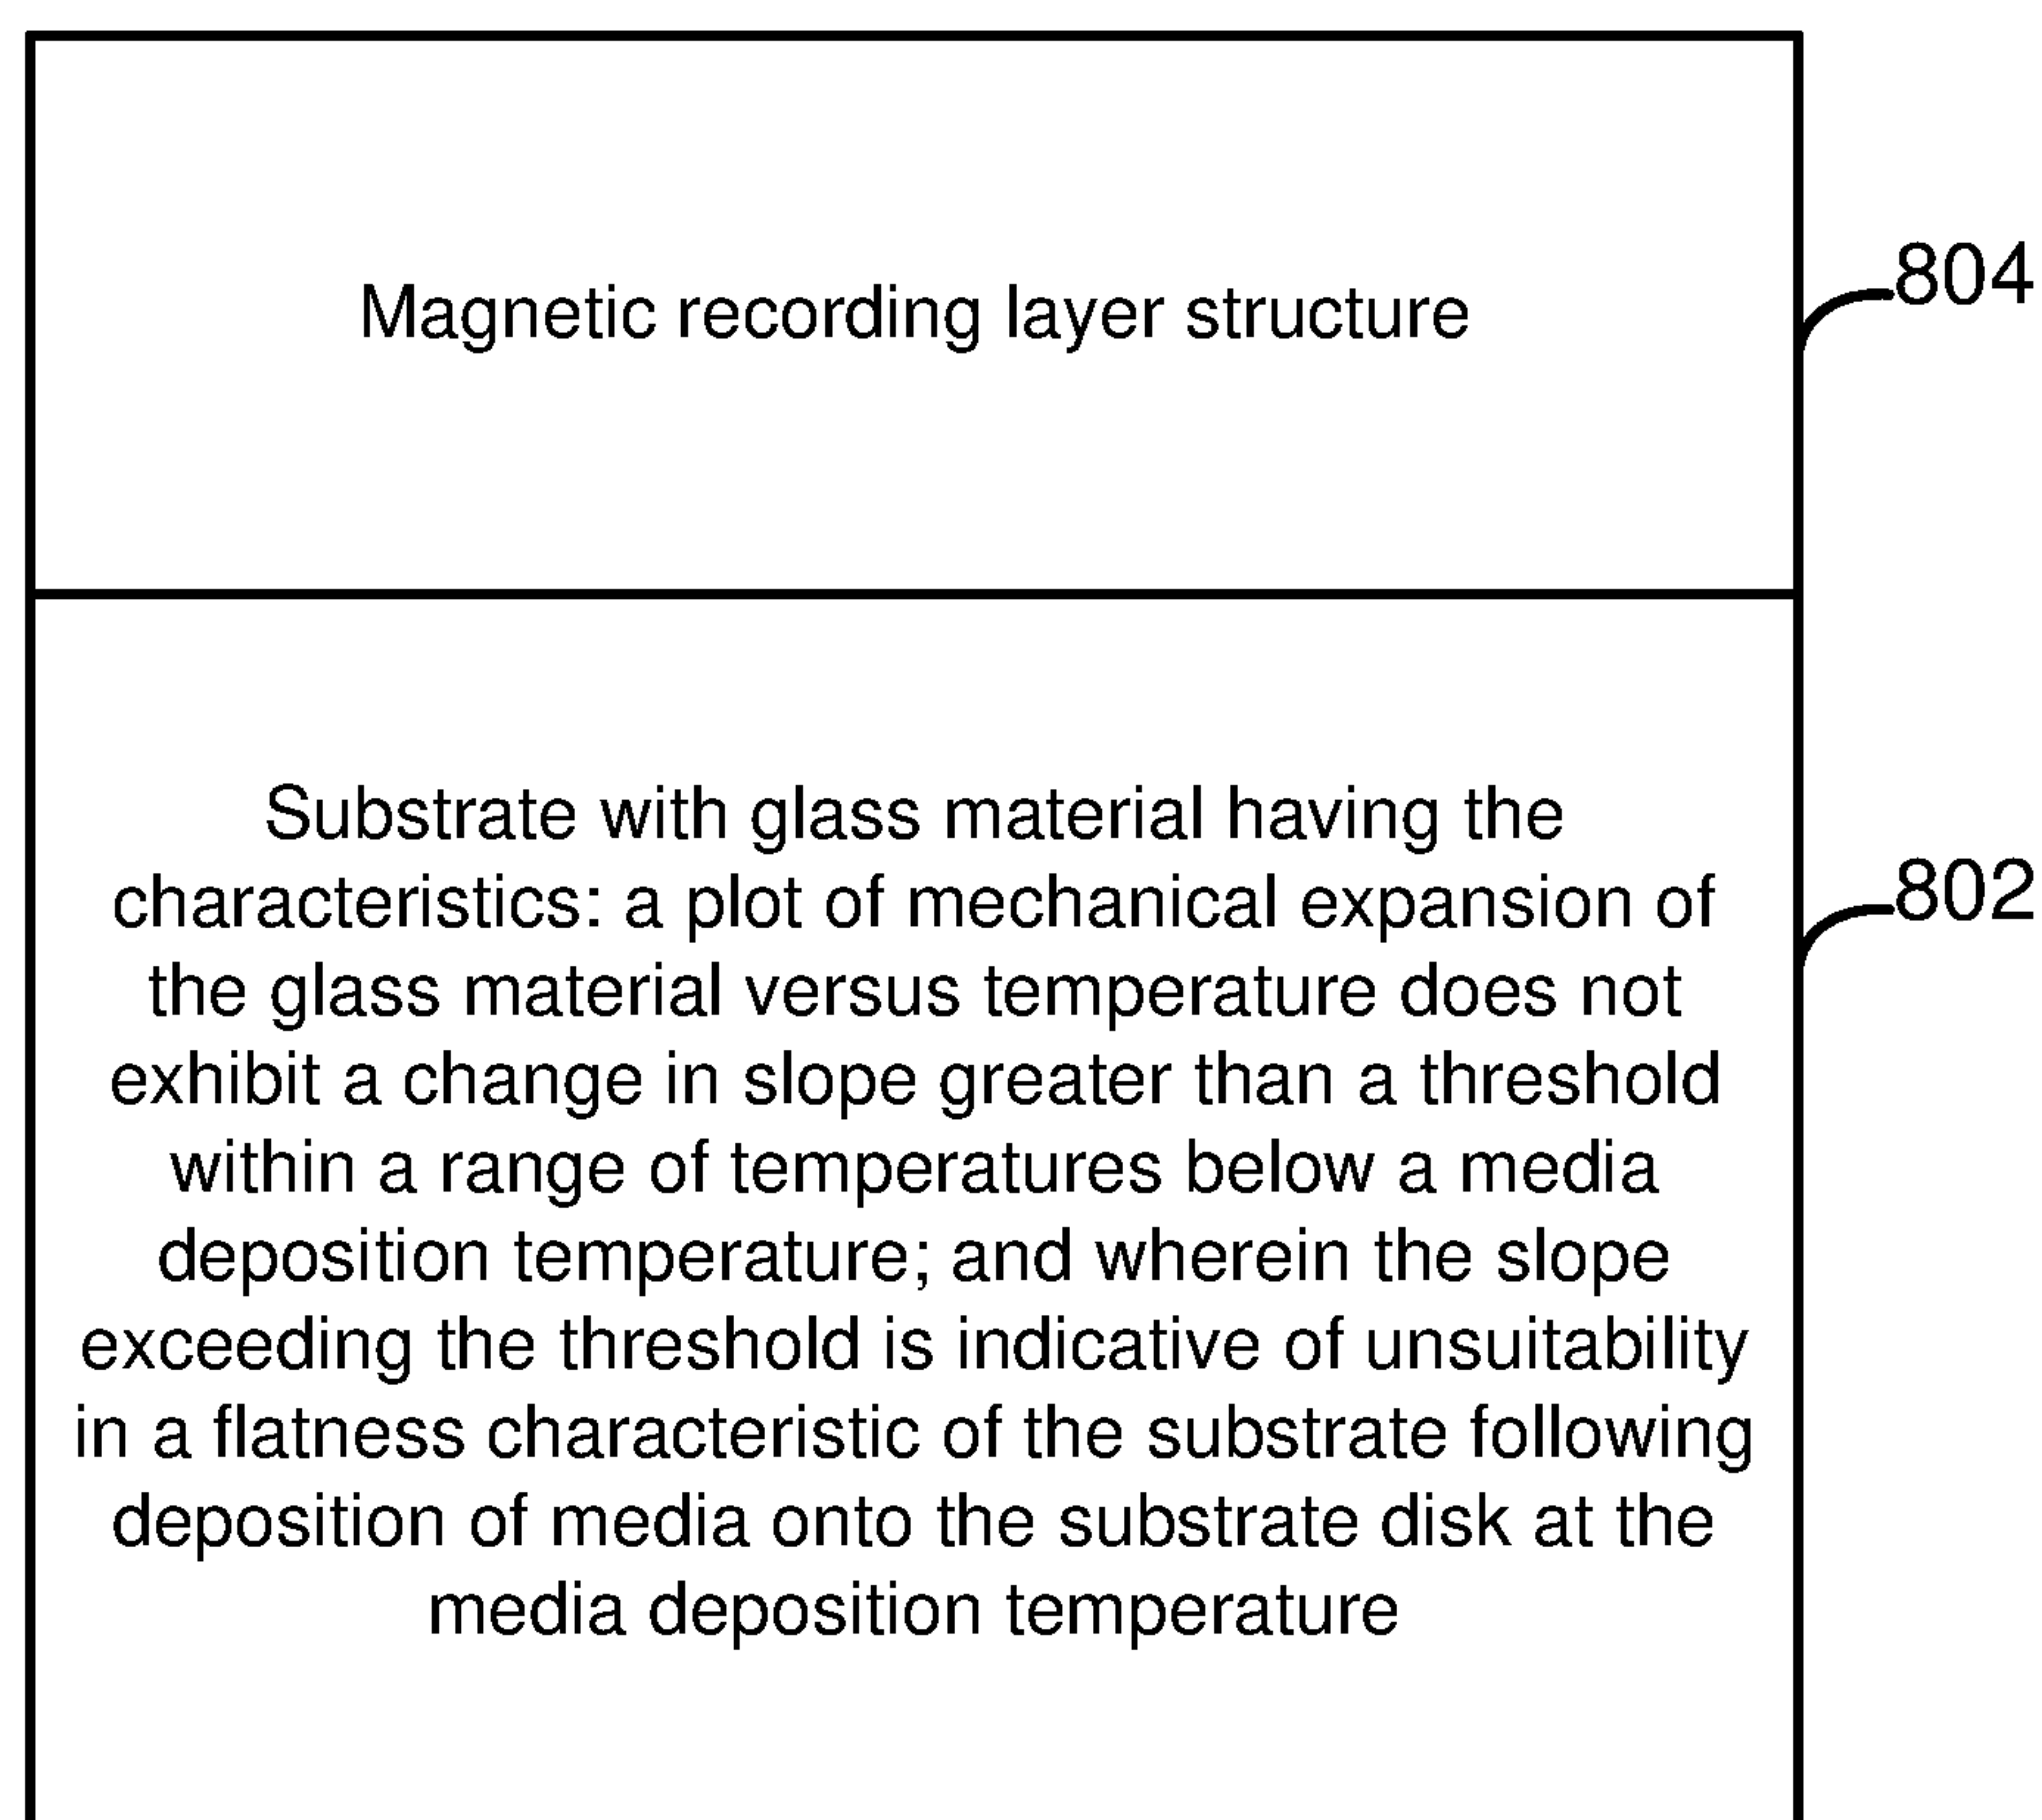 Magnetic recording layer structure
804
Substrate with glass material having the
characteristics: a plot of mechanical expansion of
802
the glass material versus temperature does not
exhibit a change in slope greater than a threshold
within a range of temperatures below a media
deposition temperature; and wherein the slope
exceeding the threshold is indicative of unsuitability
in a flatness characteristic of the substrate following
deposition of media onto the substrate disk at the
media deposition temperature